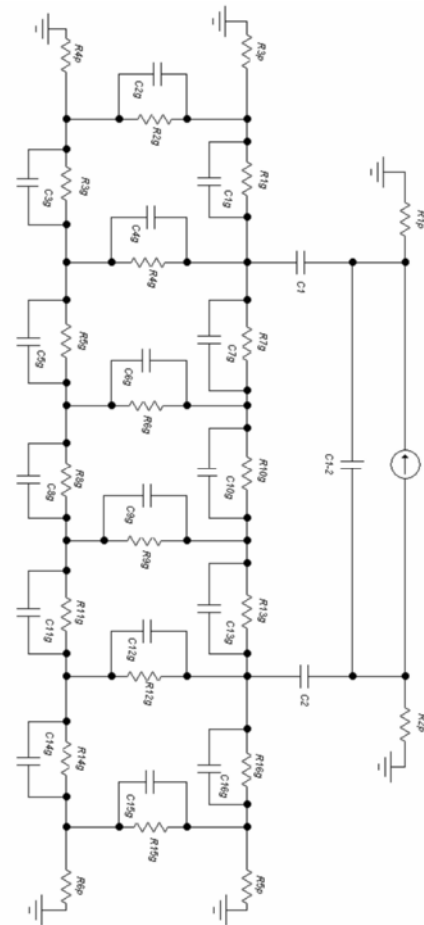 R1p
R2p
C1-2
C1
C2
R3p
R1g
R7g
R10g
R13g
R16g
R5p
C1g
C7g
C10g
C13g
C16g
R2g
R4g
R6g
R9g
R12g
R15g
C2g
C4g
C6g
C9g
C12g
C15g
R4p
R3g
R5g
R8g
R11g
R14g
R6p
C3g
C5g
C8g
C11g
C14g